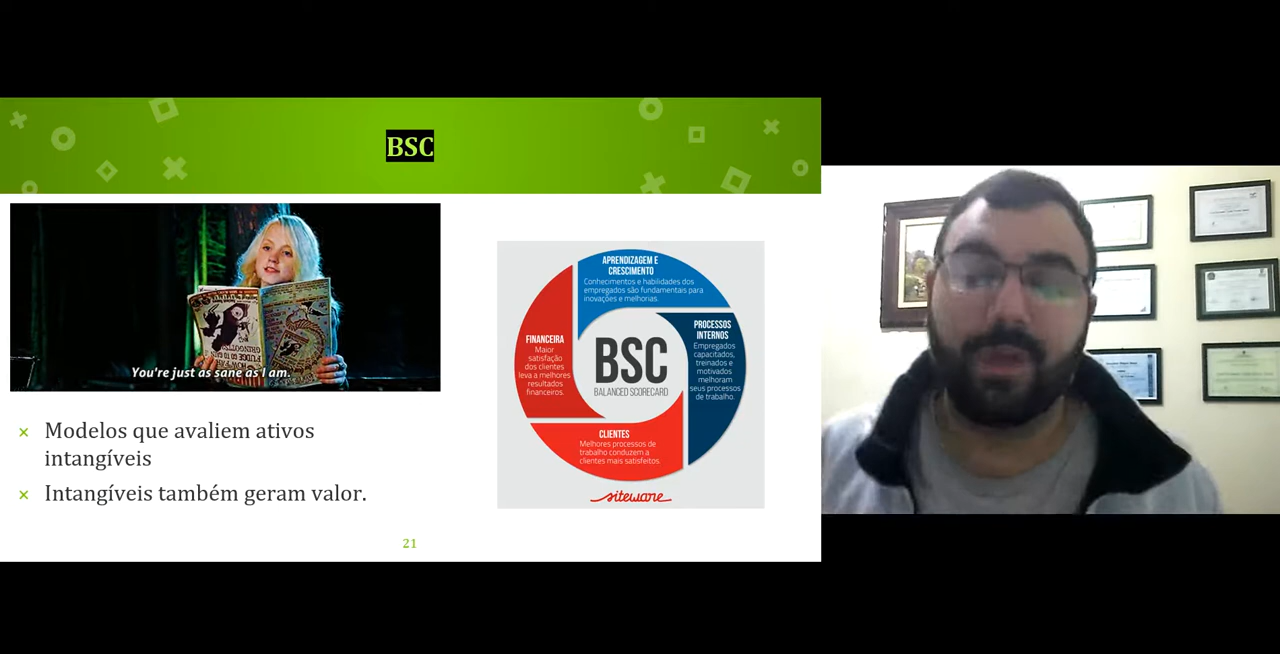 BSC
You're just as sane as I am.
× Modelos que avaliem ativos
intangíveis
× Intangíveis também geram valor.
APRENDIZAGEM E
CRESCIMENTO
Conhecimentos e habilidades dos
empregados são fundamentais para
inovações e melhorias.
PROCESSOS
INTERNOS
Empregados
capacitados,
treinados e
motivados
melhoram
seus processos
de trabalho.
CLIENTES
Melhores processos de
trabalho conduzem a
clientes mais satisfeitos.
FINANCEIRA
Maior
satisfação
dos clientes
leva a melhores
resultados
financeiros.
BSC
BALANCED SCORECARD
siteware
21